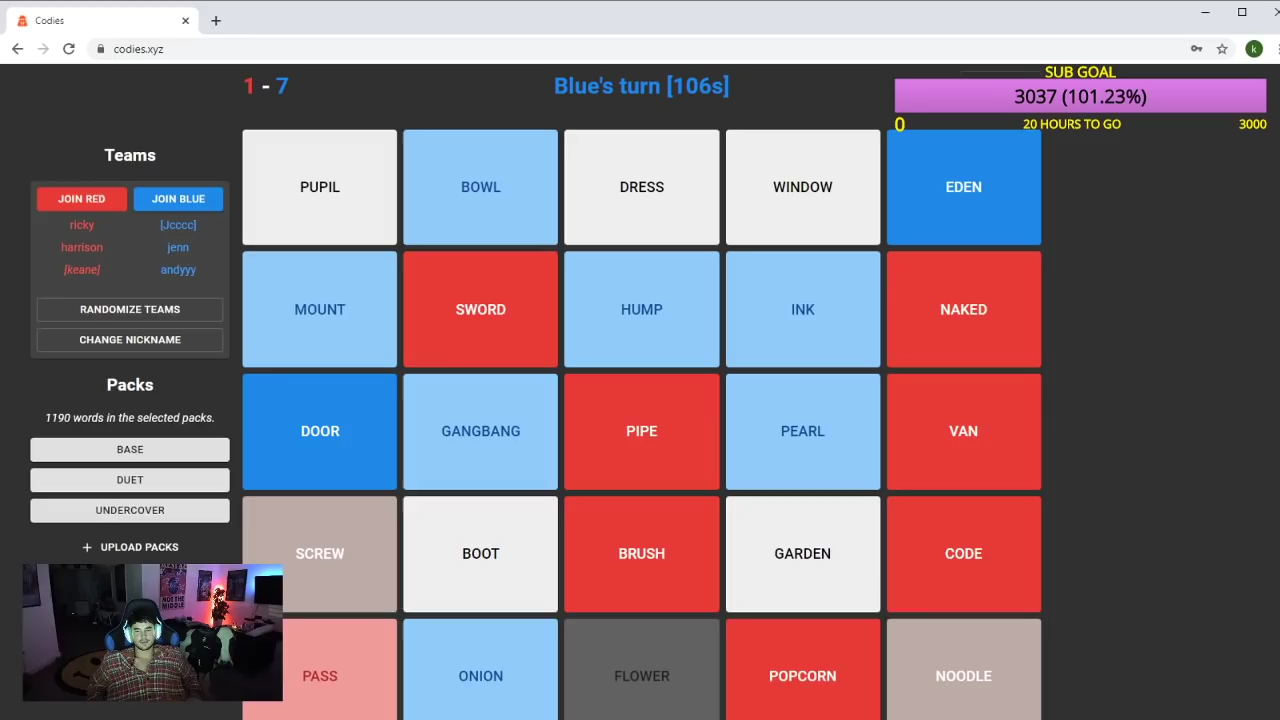 Codies
codies.xyz
k
1 - 7
Blue's turn [106s]
SUB GOAL
3037 (101.23%)
0
20 HOURS TO GO
3000
Teams
JOIN RED
JOIN BLUE
ricky
[Jcccc]
harrison
jenn
[keane]
andyyy
RANDOMIZE TEAMS
CHANGE NICKNAME
Packs
1190 words in the selected packs.
BASE
DUET
UNDERCOVER
+ UPLOAD PACKS
PUPIL
BOWL
DRESS
WINDOW
EDEN
MOUNT
SWORD
HUMP
INK
NAKED
DOOR
GANGBANG
PIPE
PEARL
VAN
SCREW
BOOT
BRUSH
GARDEN
CODE
PASS
ONION
FLOWER
POPCORN
NOODLE